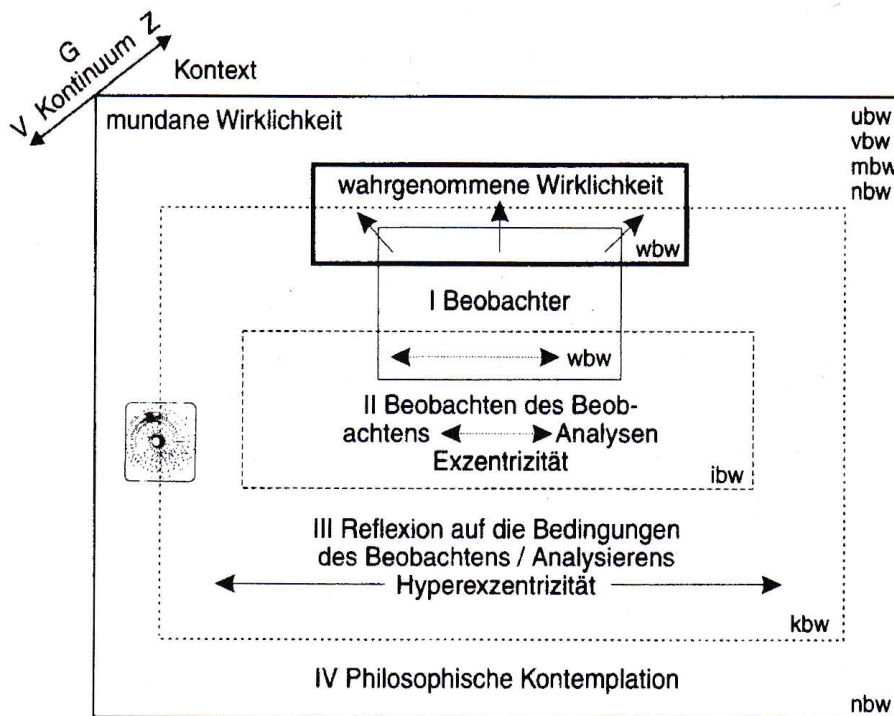 G
V Kontinuum Z
Kontext
mundane Wirklichkeit
ubw
vbw
mbw
nbw
wahrgenommene Wirklichkeit
wbw
I Beobachter
wbw
II Beobachten des Beob-
achtens Analysen
Exzentrizität
ibw
III Reflexion auf die Bedingungen
des Beobachtens / Analysierens
Hyperexzentrizität
kbw
IV Philosophische Kontemplation
nbw